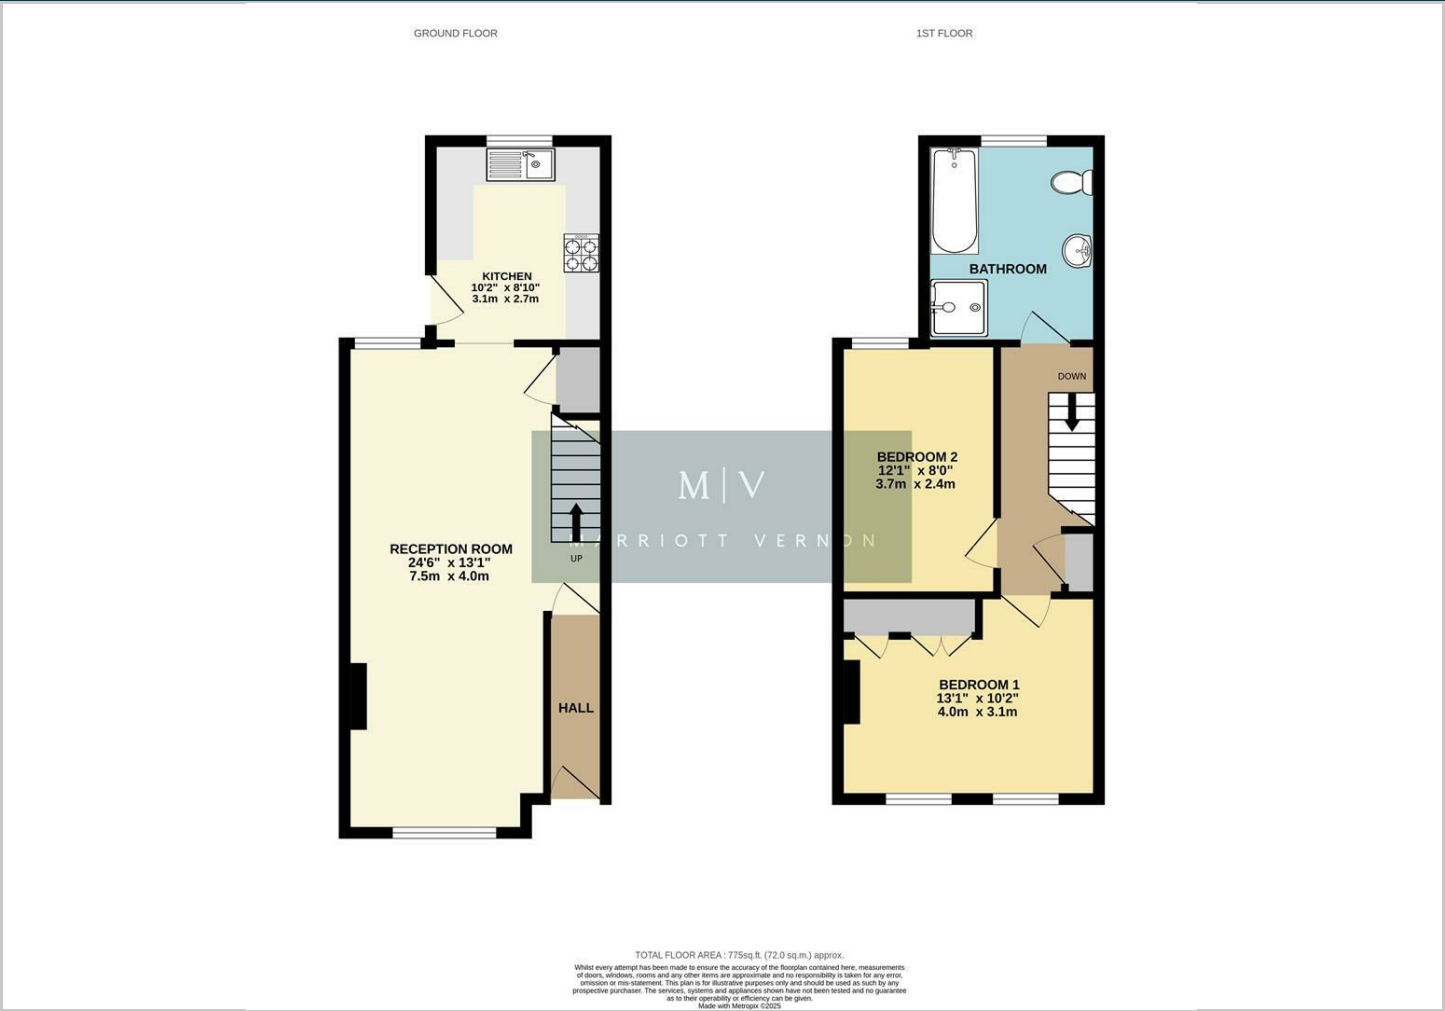 GROUND FLOOR
1ST FLOOR
KITCHEN
10'2" x 8'10"
3.1m x 2.7m
BATHROOM
DOWN
BEDROOM 2
12'1" x 8'0"
3.7m x 2.4m
M|V
MARRIOTT VERNON
RECEPTION ROOM
24'6" x 13'1"
7.5m x 4.0m
UP
HALL
BEDROOM 1
13'1" x 10'2"
4.0m x 3.1m
TOTAL FLOOR AREA : 775sq.ft. (72.0 sq.m.) approx.
Whilst every attempt has been made to ensure the accuracy of the floorplan contained here, measurements
of doors, windows, rooms and any other items are approximate and no responsibility is taken for any error,
omission or mis-statement. This plan is for illustrative purposes only and should be used as such by any
prospective purchaser. The services, systems and appliances shown have not been tested and no guarantee
as to their operability or efficiency can be given.
Made with Metropix ©2025